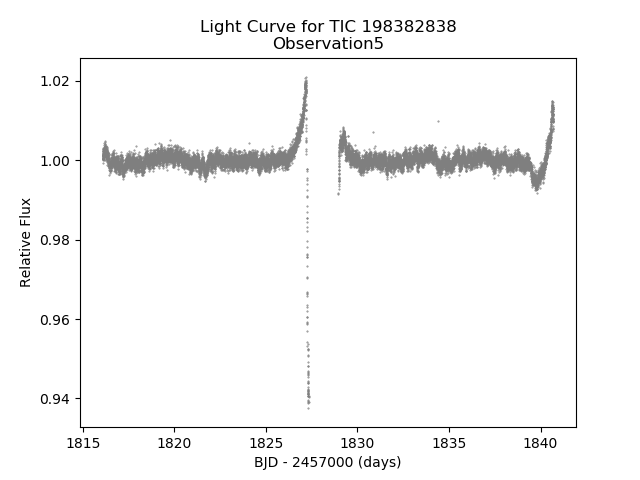 Light Curve for TIC 198382838
Observation5
1.02
1.00
0.98
0.96
0.94
Relative Flux
1815
1820
1825
1830
1835
1840
BJD - 2457000 (days)